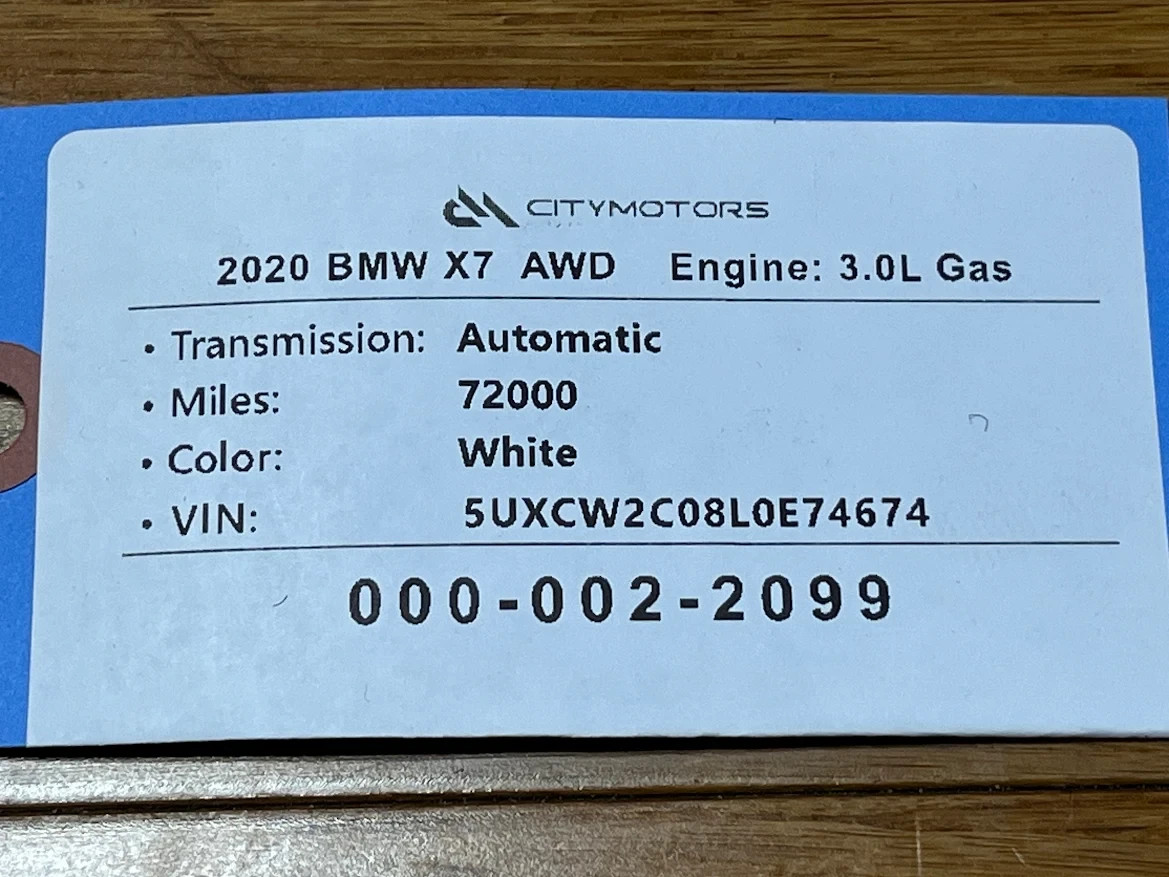 CITYMOTORS
2020 BMW X7 AWD Engine: 3.0L Gas
• Transmission: Automatic
• Miles: 72000
• Color: White
• VIN: 5UXCW2C08L0E74674
000-002-2099